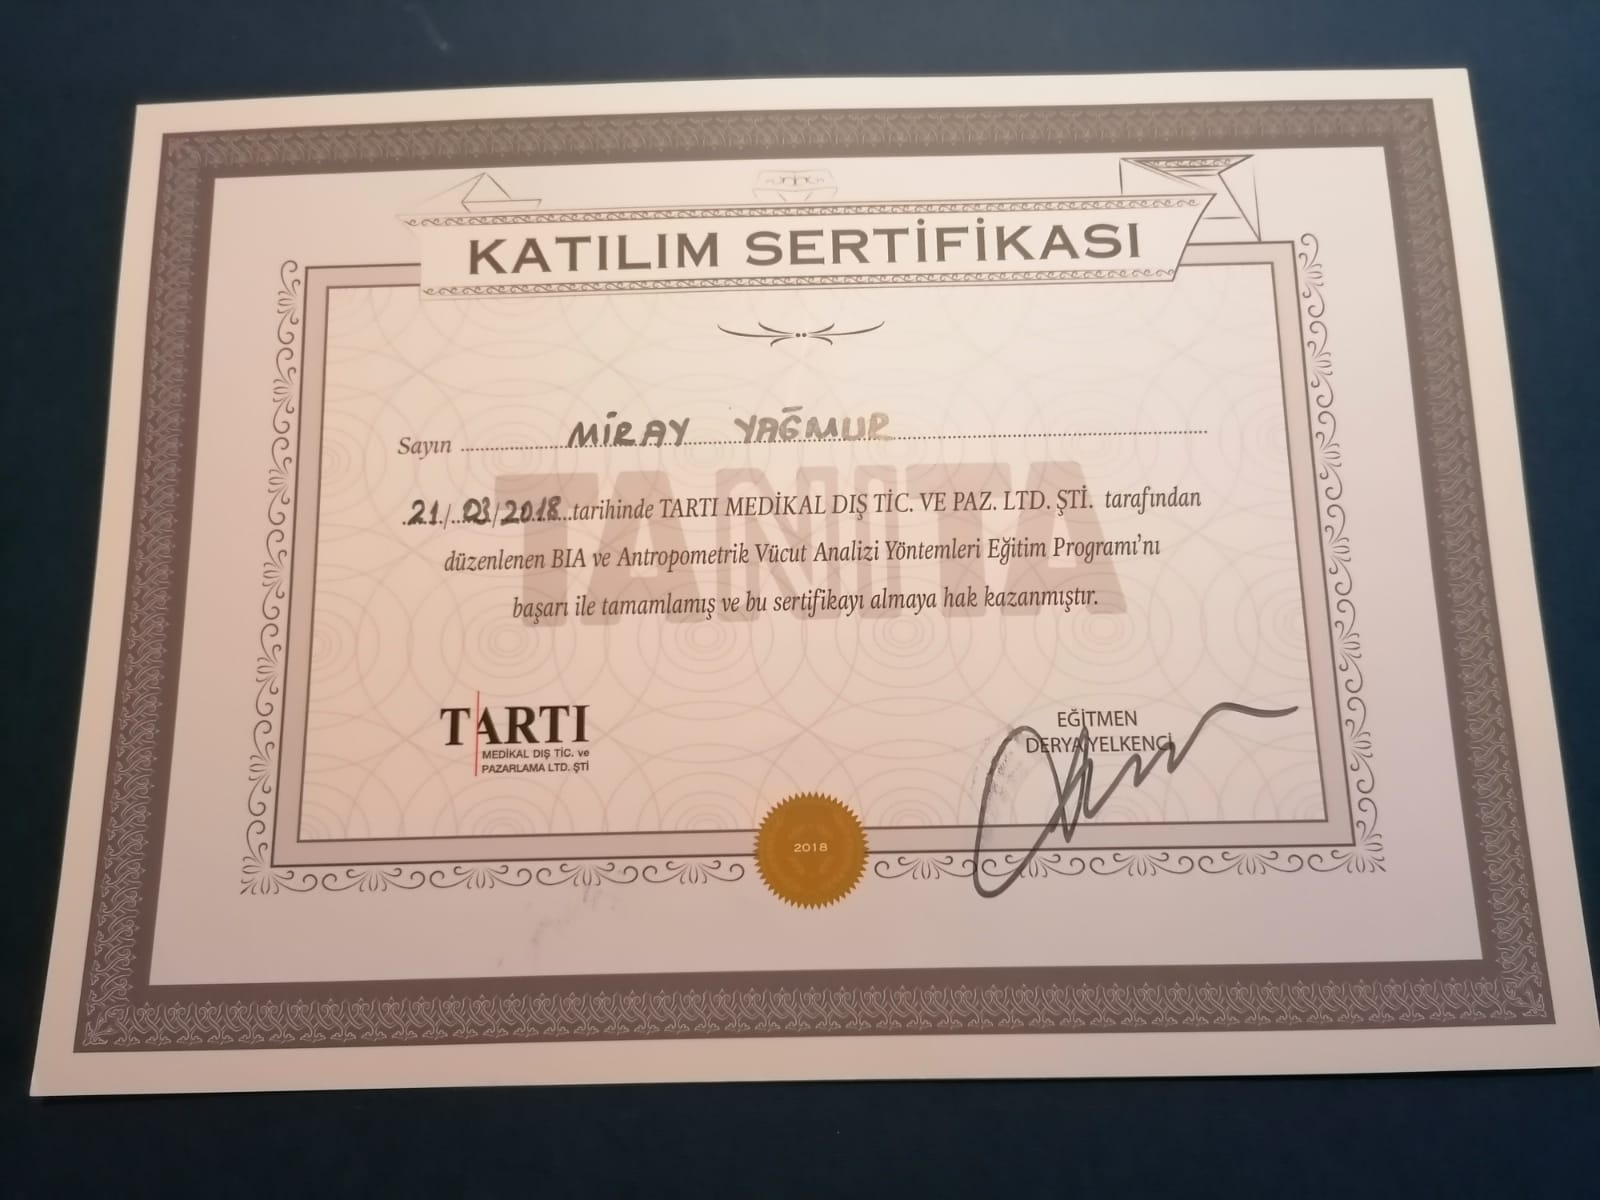 KATILIM SERTİFİKASI
Sayın MİRAY YAĞMUR
21/03/2018 tarihinde TARTI MEDİKAL DIŞ TİC. VE PAZ. LTD. ŞTİ. tarafından
düzenlenen BIA ve Antropometrik Vücut Analizi Yöntemleri Eğitim Programı'nı
başarı ile tamamlamış ve bu sertifikayı almaya hak kazanmıştır.
TANITA
TARTI
MEDİKAL DIŞ TİC. ve
PAZARLAMA LTD. ŞTİ
EĞİTMEN
DERYA YELKENCİ
2018